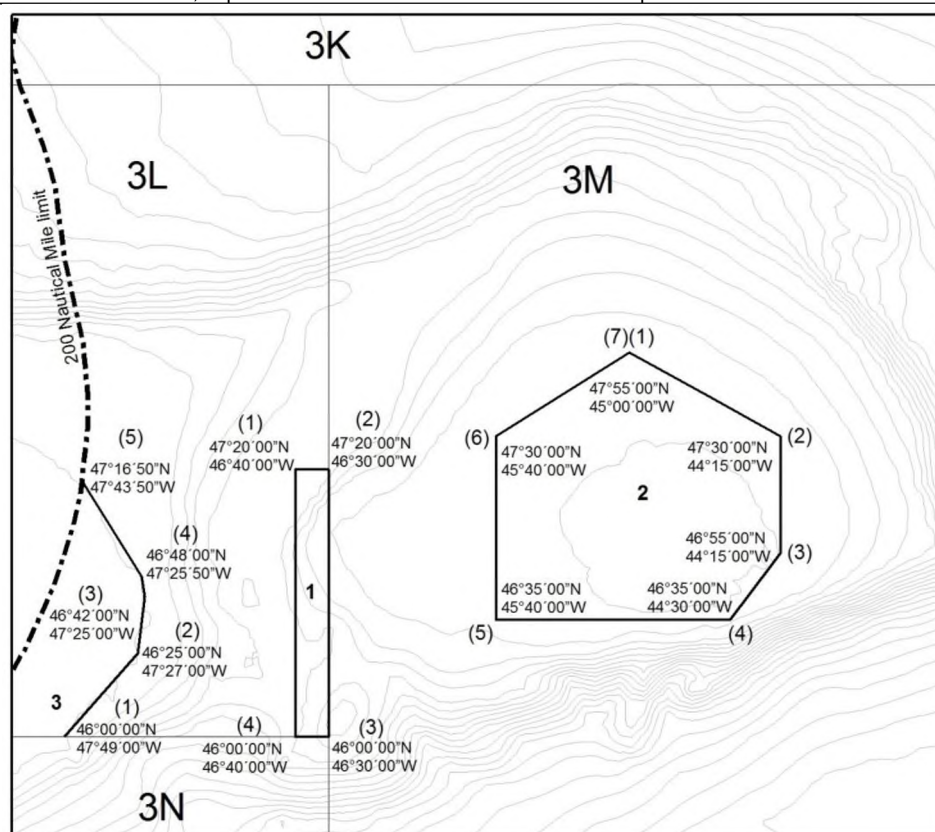 3K
3L
3M
200 Nautical Mile limit
(7)(1)
47°55´00”N
45°00´00”W
(6)
47°30´00”N
45°40´00”W
47°30´00”N
44°15´00”W
(2)
2
46°55´00”N
44°15´00”W
(3)
46°35´00”N
45°40´00”W
46°35´00”N
44°30´00”W
(5)
(4)
(5)
47°16´50”N
47°43´50”W
(1)
47°20´00”N
46°40´00”W
(2)
47°20´00”N
46°30´00”W
(4)
46°48´00”N
47°25´50”W
(3)
46°42´00”N
47°25´00”W
1
(2)
46°25´00”N
47°27´00”W
3
(1)
46°00´00”N
47°49´00”W
(4)
46°00´00”N
46°40´00”W
(3)
46°00´00”N
46°30´00”W
3N